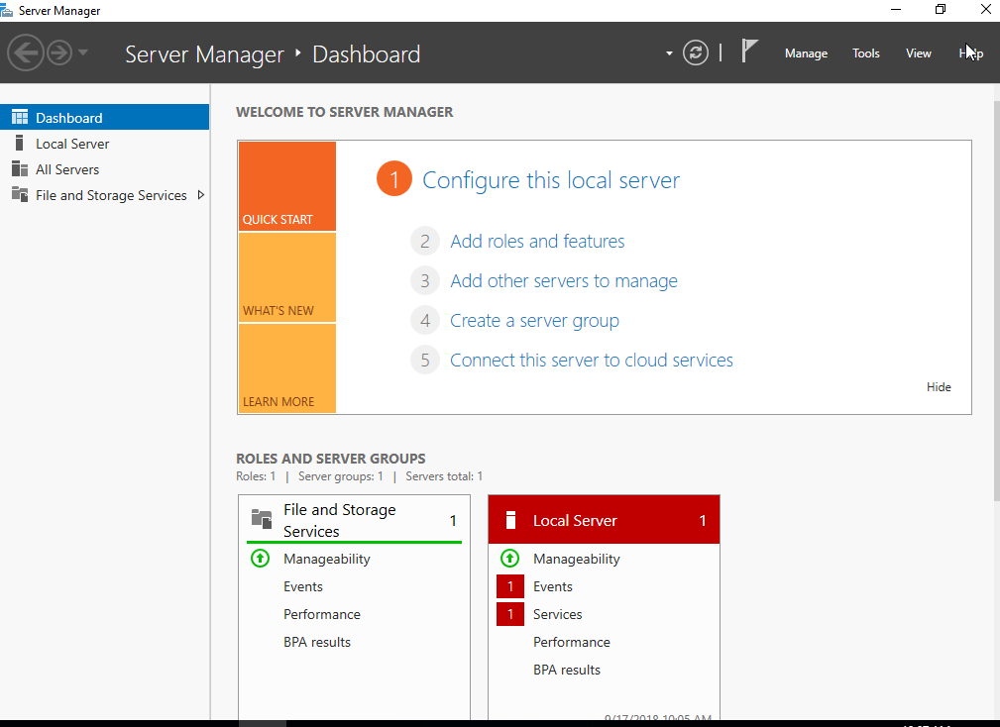 Server Manager
Server Manager ‣ Dashboard
Manage Tools View Help
Dashboard
Local Server
All Servers
File and Storage Services
WELCOME TO SERVER MANAGER
QUICK START
WHAT'S NEW
LEARN MORE
1 Configure this local server
2 Add roles and features
3 Add other servers to manage
4 Create a server group
5 Connect this server to cloud services
Hide
ROLES AND SERVER GROUPS
Roles: 1 | Server groups: 1 | Servers total: 1
File and Storage
Services 1
Manageability
Events
Performance
BPA results
Local Server 1
Manageability
1 Events
1 Services
Performance
BPA results
9/17/2018 10:05 AM